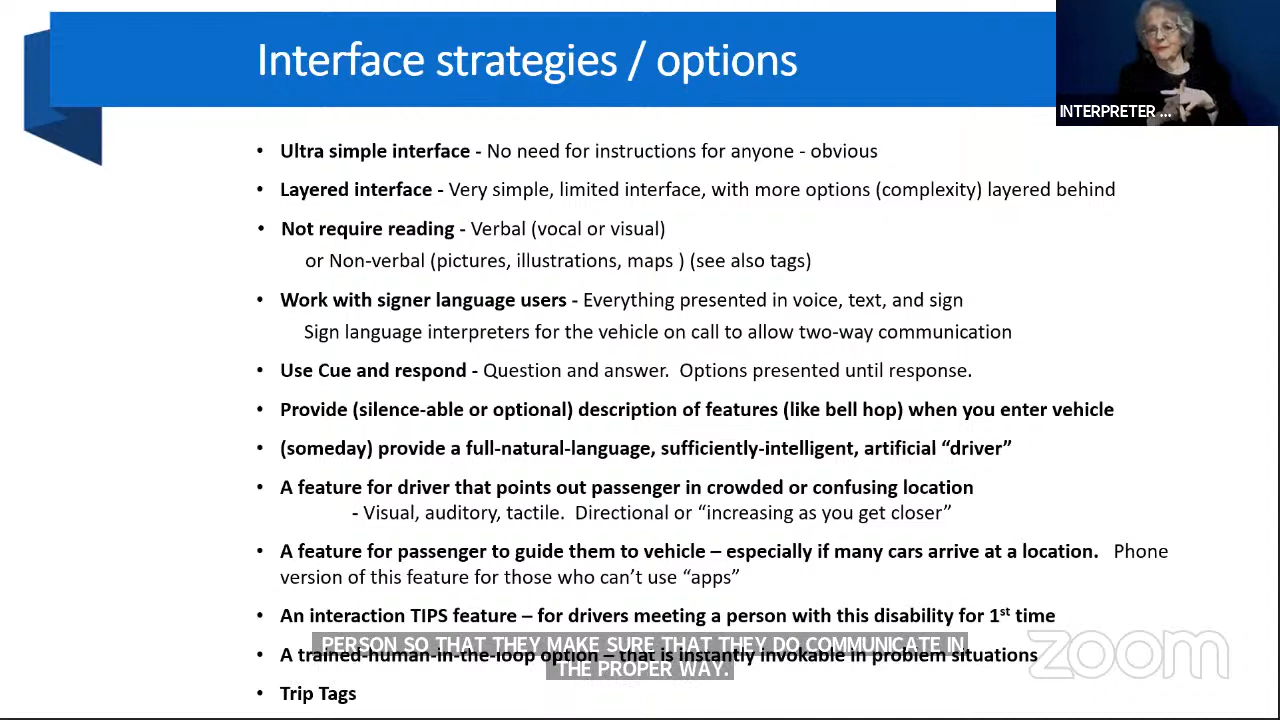 Interface strategies / options
INTERPRETER ...
• Ultra simple interface - No need for instructions for anyone - obvious
• Layered interface - Very simple, limited interface, with more options (complexity) layered behind
• Not require reading - Verbal (vocal or visual)
or Non-verbal (pictures, illustrations, maps ) (see also tags)
• Work with signer language users - Everything presented in voice, text, and sign
Sign language interpreters for the vehicle on call to allow two-way communication
• Use Cue and respond - Question and answer. Options presented until response.
• Provide (silence-able or optional) description of features (like bell hop) when you enter vehicle
• (someday) provide a full-natural-language, sufficiently-intelligent, artificial “driver”
• A feature for driver that points out passenger in crowded or confusing location
- Visual, auditory, tactile. Directional or “increasing as you get closer”
• A feature for passenger to guide them to vehicle – especially if many cars arrive at a location. Phone
version of this feature for those who can’t use “apps”
• An interaction TIPS feature – for drivers meeting a person with this disability for 1st time
PERSON SO THAT THEY MAKE SURE THAT THEY DO COMMUNICATE IN
• A trained-human-in-the-loop option – that is instantly invokable in problem situations
THE PROPER WAY.
zoom
• Trip Tags